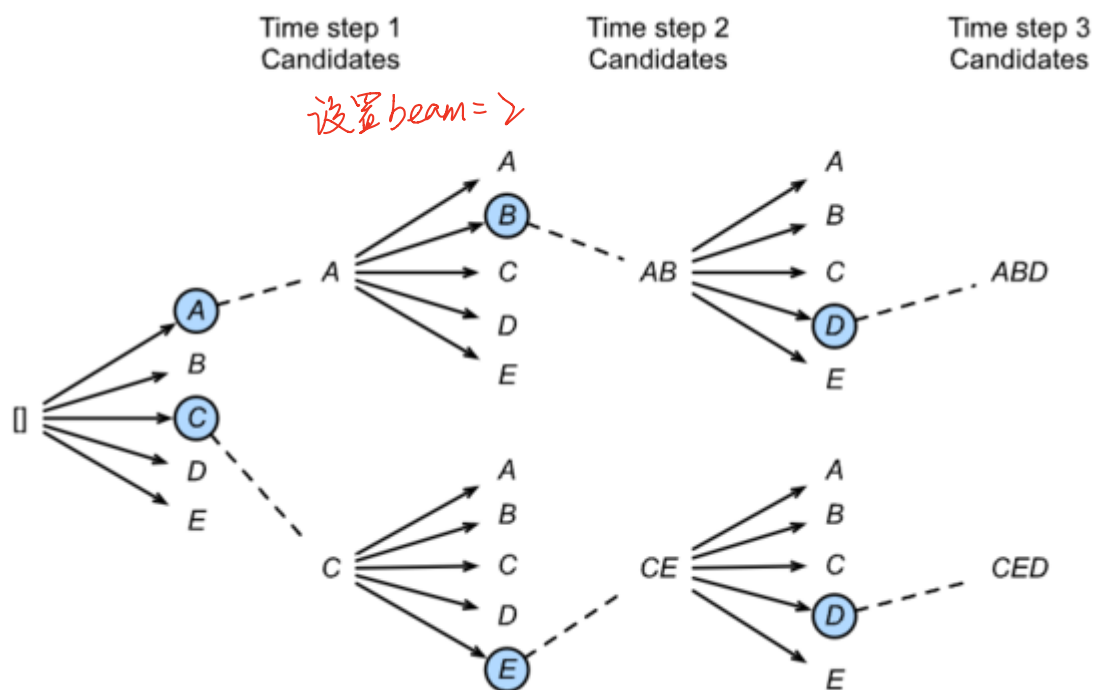 Time step 1
Candidates
Time step 2
Candidates
Time step 3
Candidates
设置beam=2
[]
A
B
C
D
E
A
C
A
B
C
D
E
A
B
C
D
E
AB
CE
A
B
C
D
E
A
B
C
D
E
ABD
CED